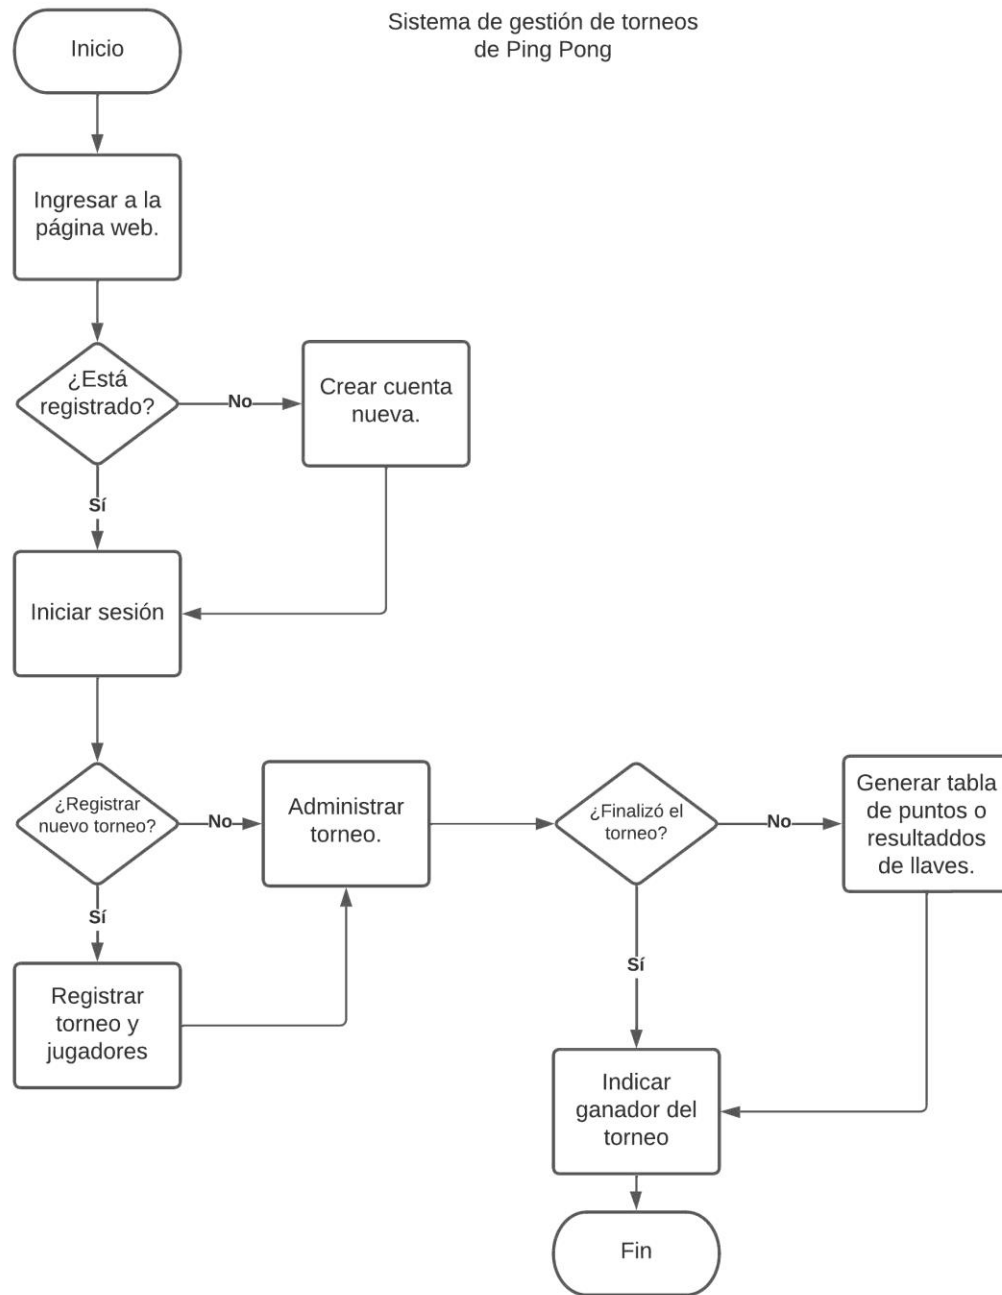 Sistema de gestión de torneos
de Ping Pong
Inicio
Ingresar a la
página web.
¿Está
registrado?
No
Crear cuenta
nueva.
Sí
Iniciar sesión
¿Registrar
nuevo torneo?
No
Administrar
torneo.
¿Finalizó el
torneo?
No
Generar tabla
de puntos o
resultaddos
de llaves.
Sí
Registrar
torneo y
jugadores
Sí
Indicar
ganador del
torneo
Fin